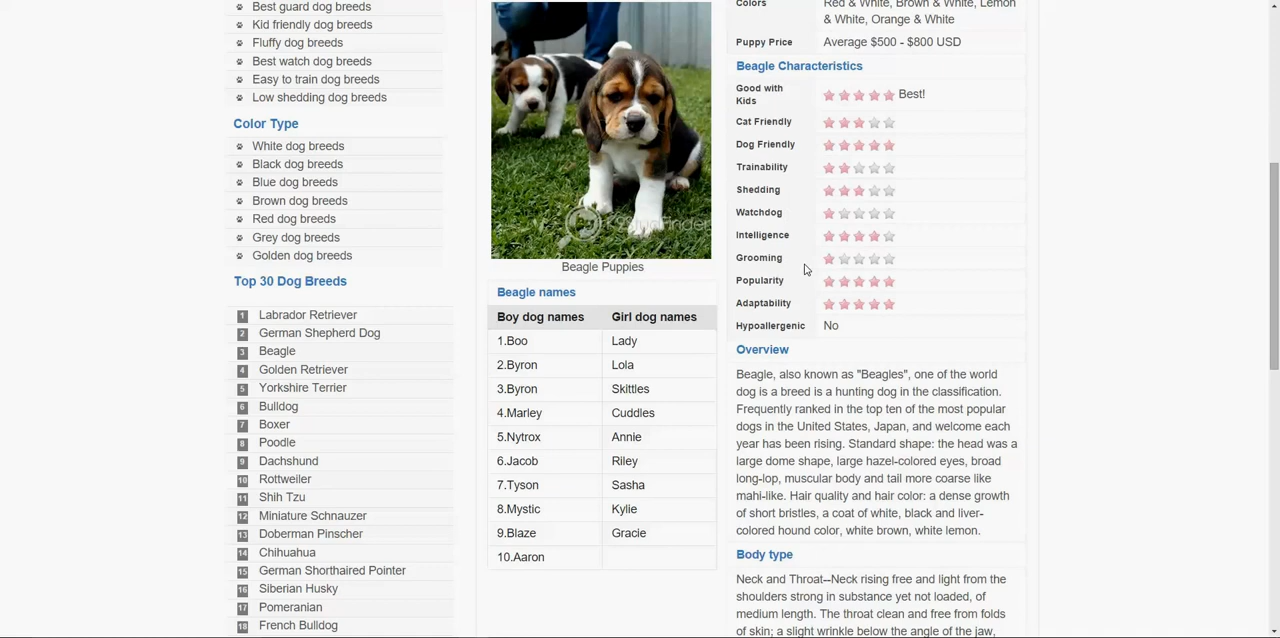 Best guard dog breeds
Kid friendly dog breeds
Fluffy dog breeds
Best watch dog breeds
Easy to train dog breeds
Low shedding dog breeds
Color Type
White dog breeds
Black dog breeds
Blue dog breeds
Brown dog breeds
Red dog breeds
Grey dog breeds
Golden dog breeds
Top 30 Dog Breeds
1 Labrador Retriever
2 German Shepherd Dog
3 Beagle
4 Golden Retriever
5 Yorkshire Terrier
6 Bulldog
7 Boxer
8 Poodle
9 Dachshund
10 Rottweiler
11 Shih Tzu
12 Miniature Schnauzer
13 Doberman Pinscher
14 Chihuahua
15 German Shorthaired Pointer
16 Siberian Husky
17 Pomeranian
18 French Bulldog
K9StudFinder
Beagle Puppies
Beagle names
Boy dog names Girl dog names
1.Boo Lady
2.Byron Lola
3.Byron Skittles
4.Marley Cuddles
5.Nytrox Annie
6.Jacob Riley
7.Tyson Sasha
8.Mystic Kylie
9.Blaze Gracie
10.Aaron
Colors Red & White, Brown & White, Lemon
& White, Orange & White
Puppy Price Average $500 - $800 USD
Beagle Characteristics
Good with
Kids Best!
Cat Friendly
Dog Friendly
Trainability
Shedding
Watchdog
Intelligence
Grooming
Popularity
Adaptability
Hypoallergenic No
Overview
Beagle, also known as "Beagles", one of the world
dog is a breed is a hunting dog in the classification.
Frequently ranked in the top ten of the most popular
dogs in the United States, Japan, and welcome each
year has been rising. Standard shape: the head was a
large dome shape, large hazel-colored eyes, broad
long-lop, muscular body and tail more coarse like
mahi-like. Hair quality and hair color: a dense growth
of short bristles, a coat of white, black and liver-
colored hound color, white brown, white lemon.
Body type
Neck and Throat--Neck rising free and light from the
shoulders strong in substance yet not loaded, of
medium length. The throat clean and free from folds
of skin; a slight wrinkle below the angle of the jaw,